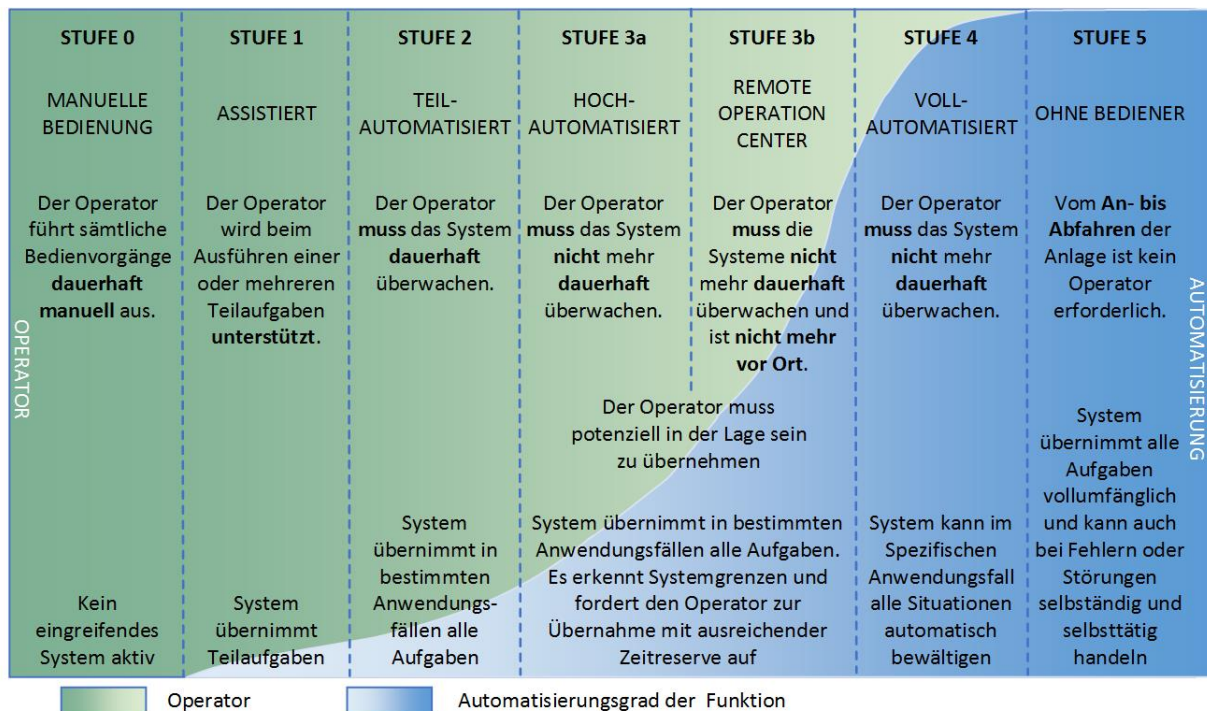 STUFE 0
MANUELLE
BEDIENUNG
Der Operator
führt sämtliche
Bedienvorgänge
dauerhaft
manuell aus.
Kein
eingreifendes
System aktiv
STUFE 1
ASSISTIERT
Der Operator
wird beim
Ausführen einer
oder mehreren
Teilaufgaben
unterstützt.
System
übernimmt
Teilaufgaben
STUFE 2
TEIL-
AUTOMATISIERT
Der Operator
muss das System
dauerhaft
überwachen.
System
übernimmt in
bestimmten
Anwendungs-
fällen alle
Aufgaben
STUFE 3a
HOCH-
AUTOMATISIERT
Der Operator
muss das System
nicht mehr
dauerhaft
überwachen.
STUFE 3b
REMOTE
OPERATION
CENTER
Der Operator
muss die
Systeme nicht
mehr dauerhaft
überwachen und
ist nicht mehr
vor Ort.
Der Operator muss
potenziell in der Lage sein
zu übernehmen
System übernimmt in bestimmten
Anwendungsfällen alle Aufgaben.
Es erkennt Systemgrenzen und
fordert den Operator zur
Übernahme mit ausreichender
Zeitreserve auf
STUFE 4
VOLL-
AUTOMATISIERT
Der Operator
muss das System
nicht mehr
dauerhaft
überwachen.
System kann im
Spezifischen
Anwendungsfall
alle Situationen
automatisch
bewältigen
STUFE 5
OHNE BEDIENER
Vom An- bis
Abfahren der
Anlage ist kein
Operator
erforderlich.
System
übernimmt alle
Aufgaben
vollumfänglich
und kann auch
bei Fehlern oder
Störungen
selbständig und
selbsttätig
handeln
OPERATOR
AUTOMATISIERUNG
Operator
Automatisierungsgrad der Funktion